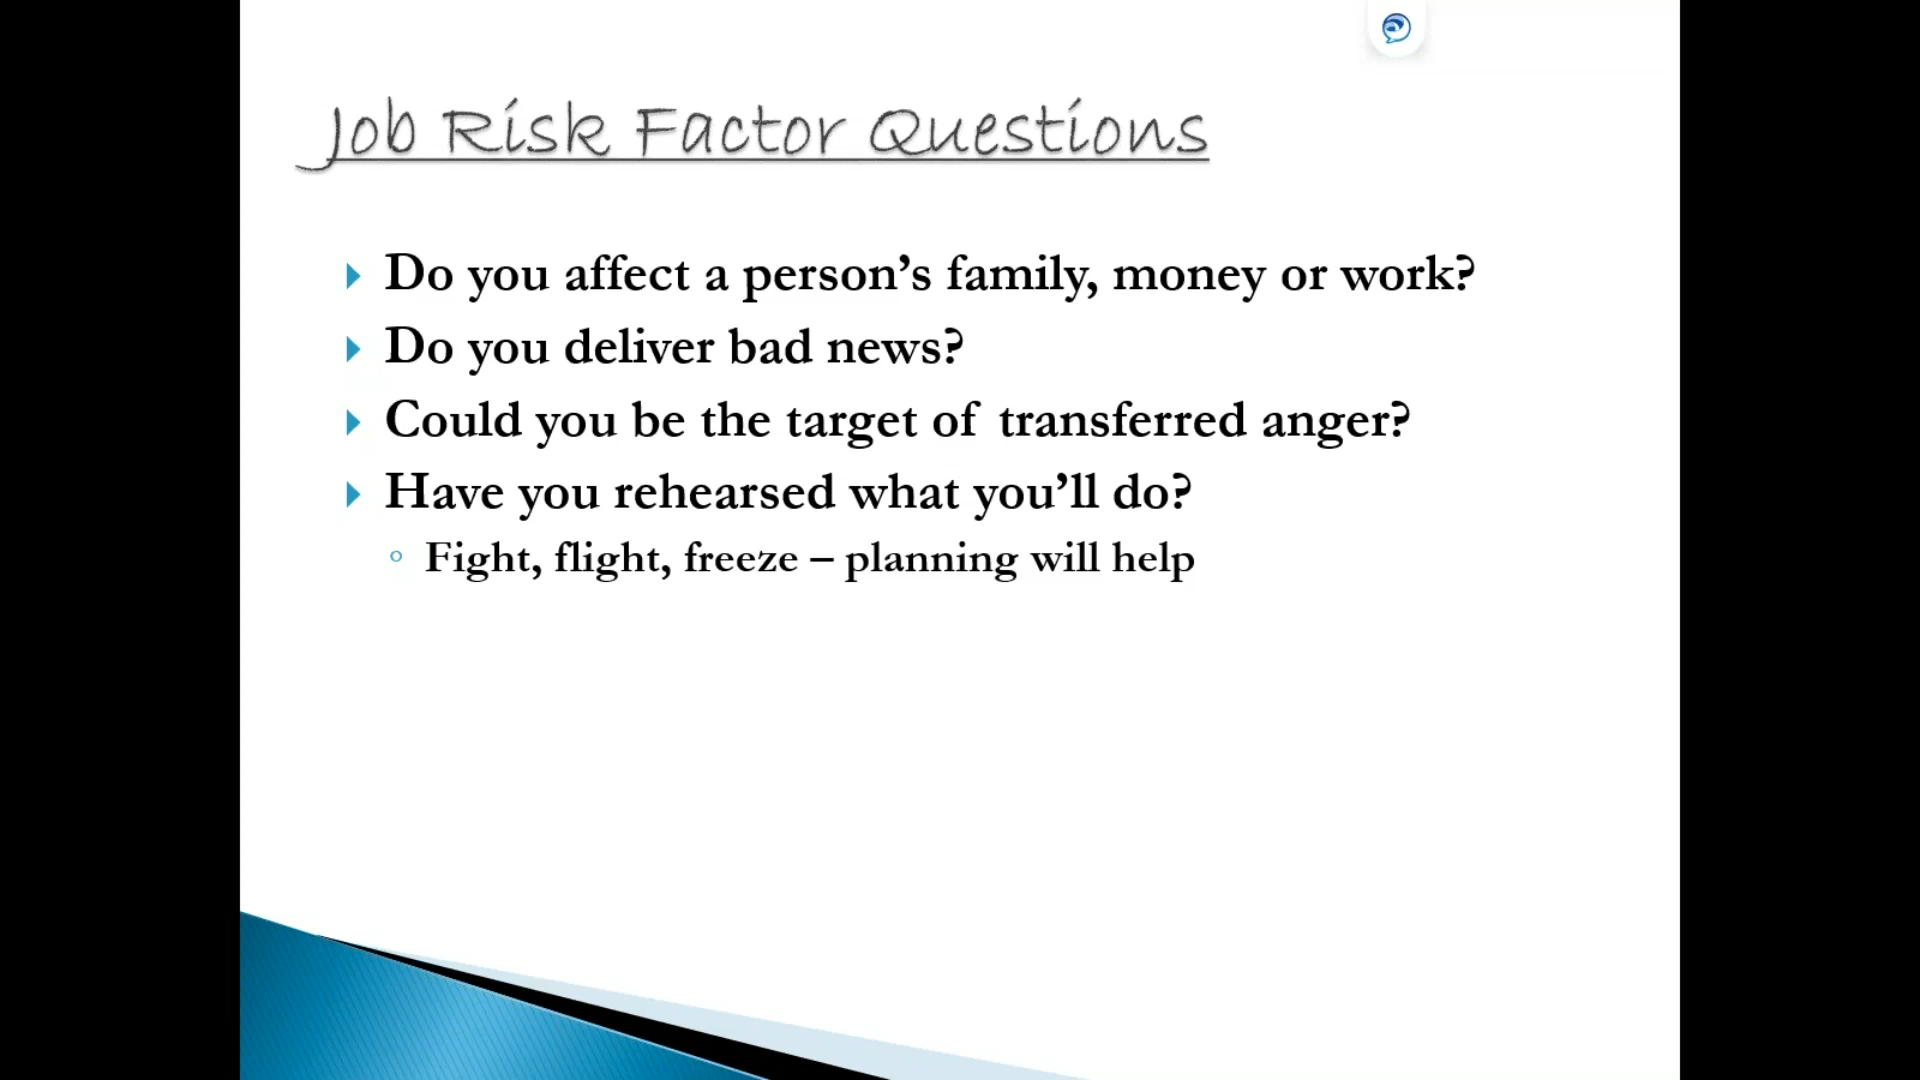 Job Risk Factor Questions
Do you affect a person’s family, money or work?
Do you deliver bad news?
Could you be the target of transferred anger?
Have you rehearsed what you’ll do?
Fight, flight, freeze – planning will help